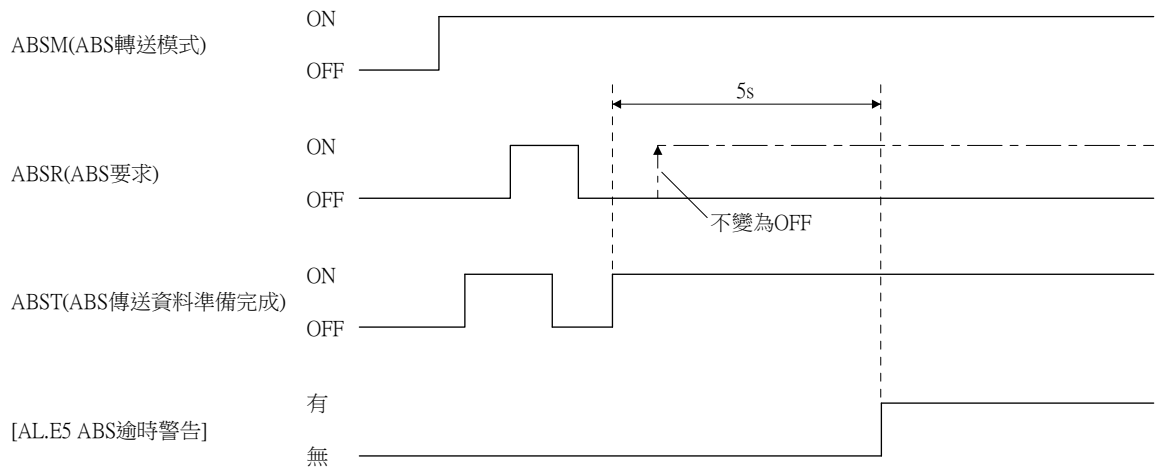 ON
ABSM(ABS轉送模式)
OFF
5s
ON
ABSR(ABS要求)
OFF
不變為OFF
ON
ABST(ABS傳送資料準備完成)
OFF
有
[AL.E5 ABS逾時警告]
無